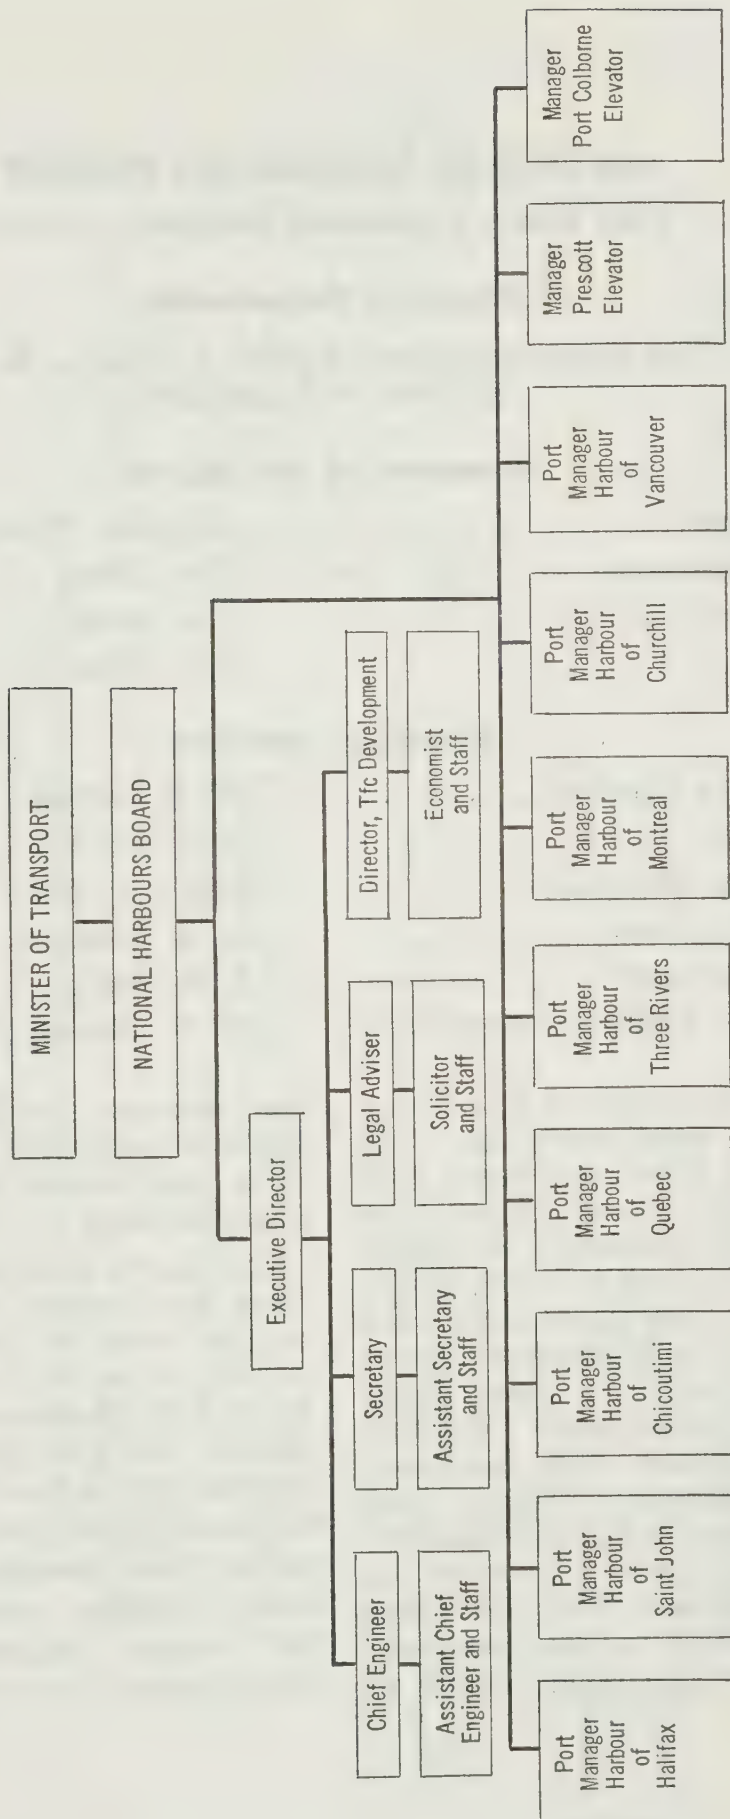 MINISTER OF TRANSPORT
NATIONAL HARBOURS BOARD
Executive Director
Chief Engineer
Assistant Chief
Engineer and Staff
Secretary
Assistant Secretary
and Staff
Legal Adviser
Solicitor
and Staff
Director, Tfc Development
Economist
and Staff
Port
Manager
Harbour
of
Halifax
Port
Manager
Harbour
of
Saint John
Port
Manager
Harbour
of
Chicoutimi
Port
Manager
Harbour
of
Quebec
Port
Manager
Harbour
of
Three Rivers
Port
Manager
Harbour
of
Montreal
Port
Manager
Harbour
of
Churchill
Port
Manager
Harbour
of
Vancouver
Manager
Prescott
Elevator
Manager
Port Colborne
Elevator